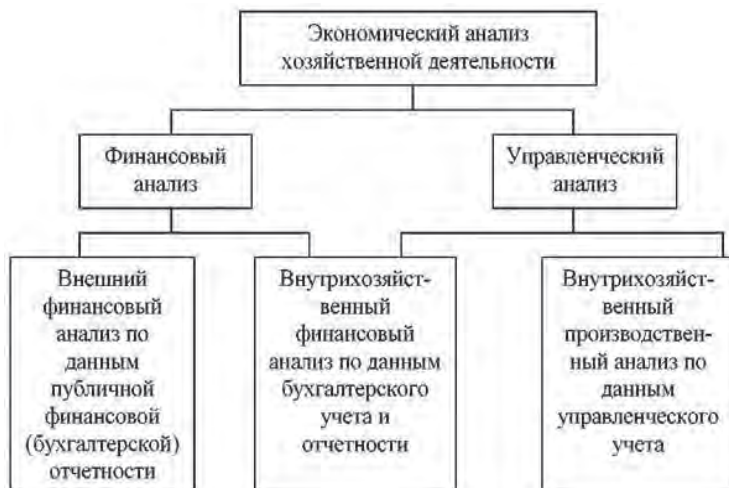 Экономический анализ
хозяйственной деятельности
Финансовый
анализ
Управленческий
анализ
Внешний
финансовый
анализ по
данным
публичной
финансовой
(бухгалтерской)
отчетности
Внутрихозяйст-
венный
финансовый
анализ по данным
бухгалтерского
учета и
отчетности
Внутрихозяйст-
венный
производствен-
ный анализ по
данным
управленческого
учета